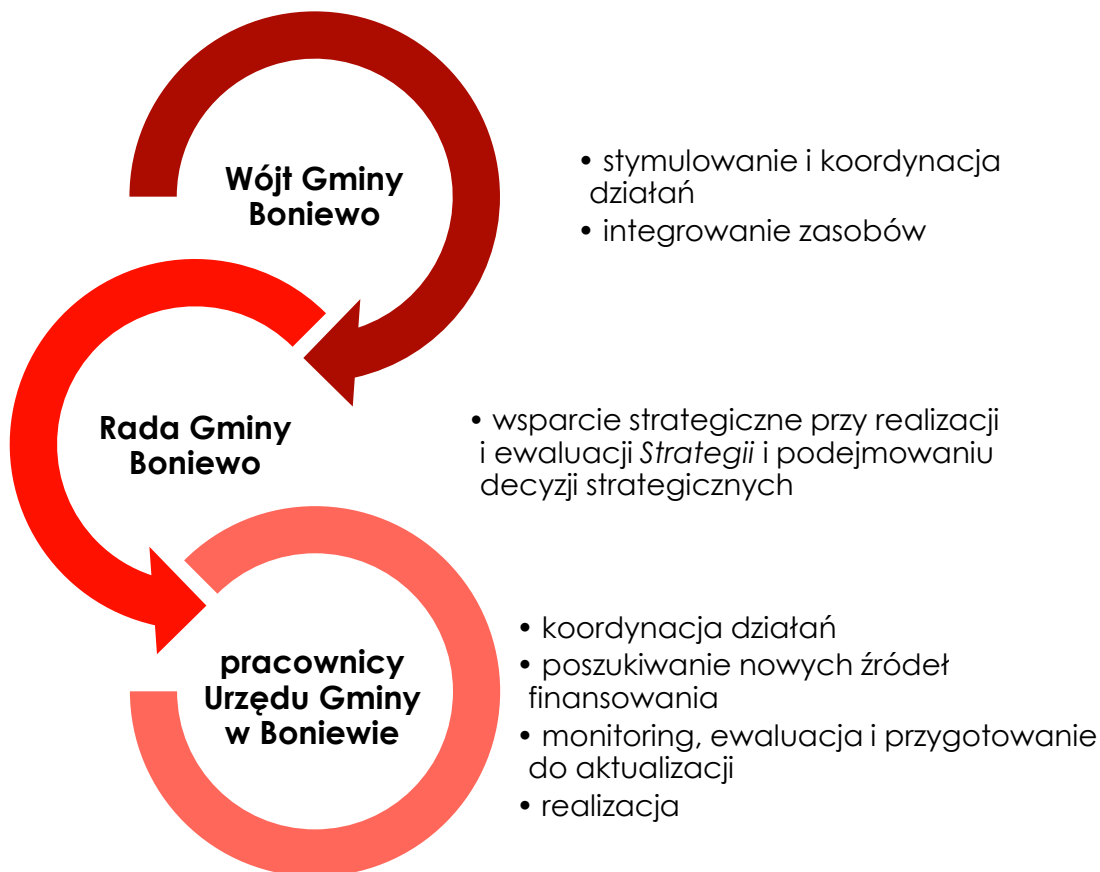 Wójt Gminy
Boniewo
• stymulowanie i koordynacja
działań
• integrowanie zasobów
Rada Gminy
Boniewo
• wsparcie strategiczne przy realizacji
i ewaluacji Strategii i podejmowaniu
decyzji strategicznych
pracownicy
Urzędu Gminy
w Boniewie
• koordynacja działań
• poszukiwanie nowych źródeł
finansowania
• monitoring, ewaluacja i przygotowanie
do aktualizacji
• realizacja